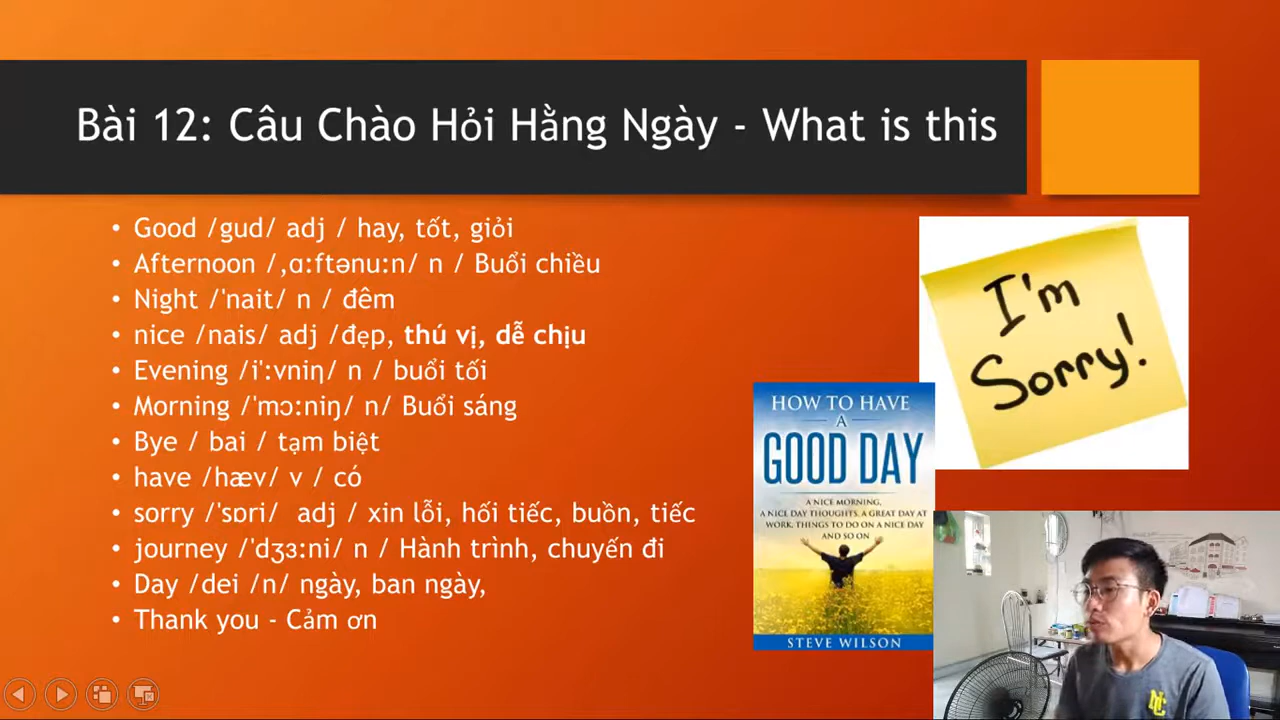 Bài 12: Câu Chào Hỏi Hằng Ngày - What is this
• Good /gud/ adj / hay, tốt, giỏi
• Afternoon /,ɑ:ftənu:n/ n / Buổi chiều
• Night /'nait/ n / đêm
• nice /nais/ adj /đẹp, thú vị, dễ chịu
• Evening /i':vniŋ/ n / buổi tối
• Morning /'mɔ:niŋ/ n/ Buổi sáng
• Bye / bai / tạm biệt
• have /hæv/ v / có
• sorry /'sɒri/ adj / xin lỗi, hối tiếc, buồn, tiếc
• journey /'dʒɜ:ni/ n / Hành trình, chuyến đi
• Day /dei /n/ ngày, ban ngày,
• Thank you - Cảm ơn
I'm
Sorry!
HOW TO HAVE
A
GOOD DAY
A NICE MORNING,
A NICE DAY THOUGHTS, A GREAT DAY AT
WORK, THINGS TO DO ON A NICE DAY
AND SO ON
STEVE WILSON